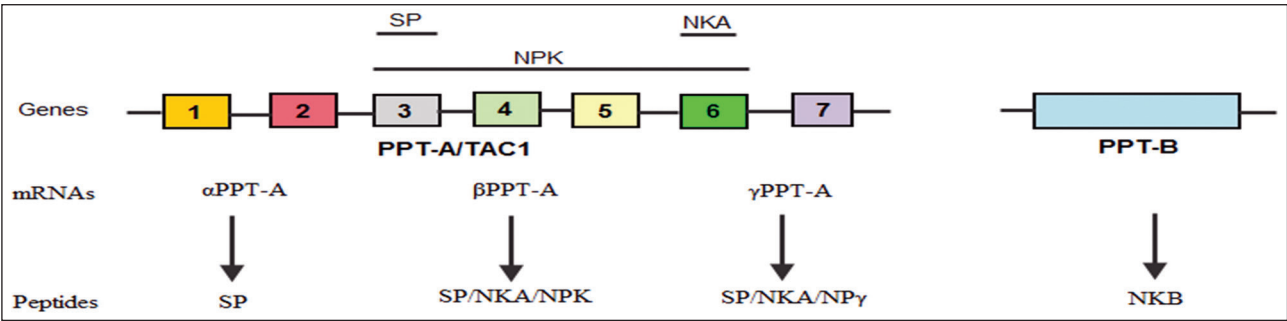 SP NKA
NPK
Genes 1 2 3 4 5 6 7
PPT-A/TAC1 PPT-B
mRNAs αPPT-A βPPT-A γPPT-A
Peptides SP SP/NKA/NPK SP/NKA/NPγ NKB